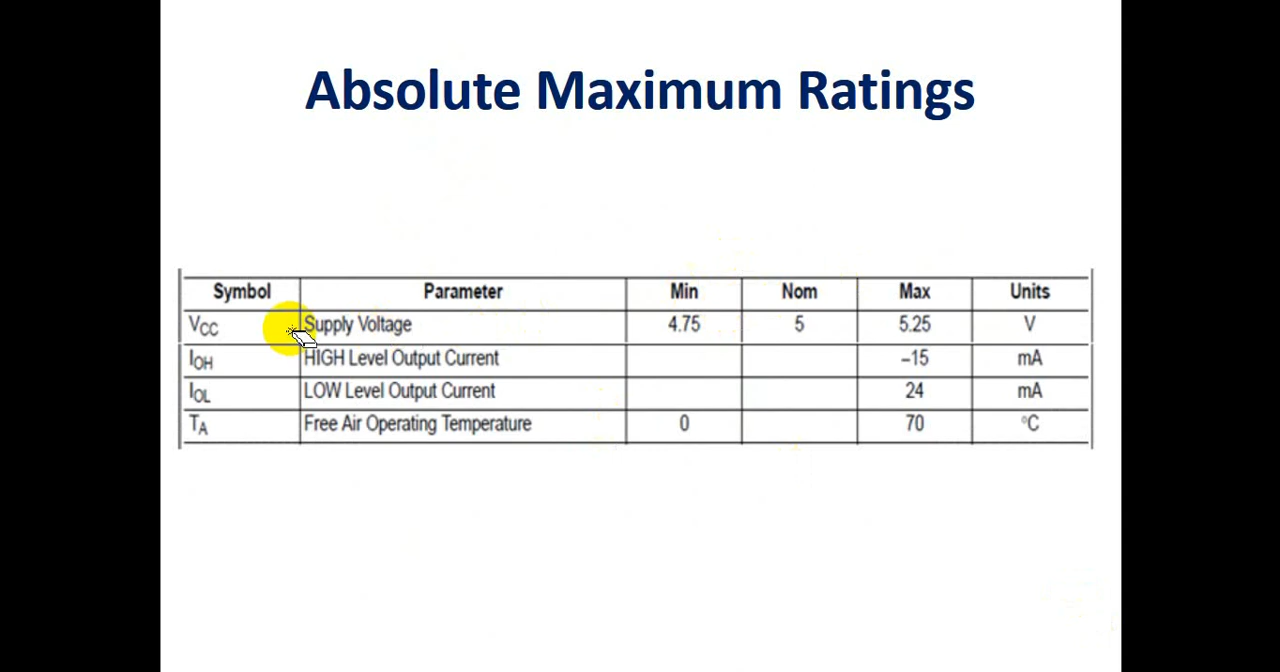 Absolute Maximum Ratings
Symbol Parameter Min Nom Max Units
VCC Supply Voltage 4.75 5 5.25 V
IOH HIGH Level Output Current –15 mA
IOL LOW Level Output Current 24 mA
TA Free Air Operating Temperature 0 70 °C